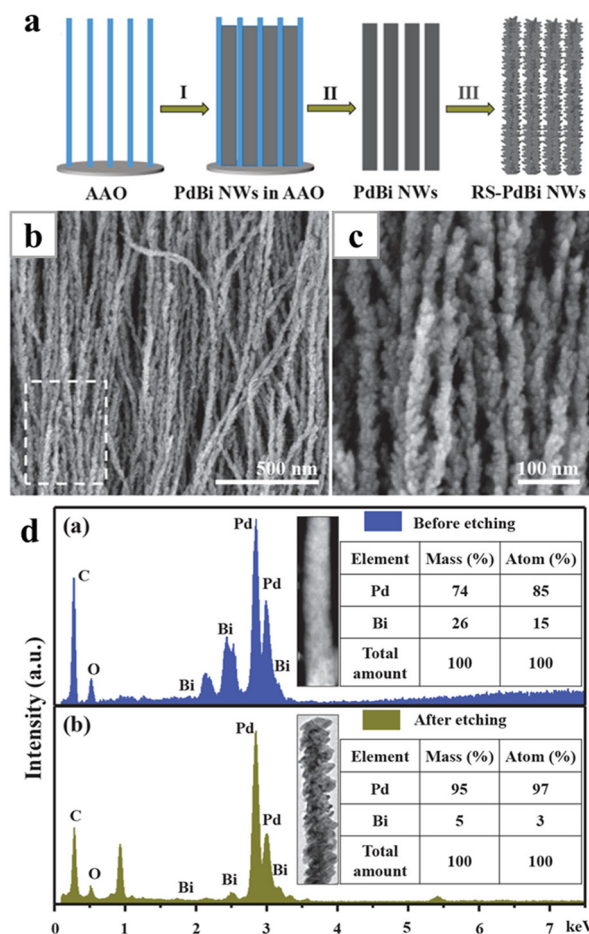 a
I II III
AAO PdBi NWs in AAO PdBi NWs RS-PdBi NWs
b
500 nm
c
100 nm
d
Intensity (a.u.)
(a)
C
O
Bi
Bi
Pd
Pd
Bi
Before etching
Element Mass (%) Atom (%)
Pd 74 85
Bi 26 15
Total amount 100 100
(b)
C
O
Bi
Bi
Pd
Pd
Bi
After etching
Element Mass (%) Atom (%)
Pd 95 97
Bi 5 3
Total amount 100 100
0 1 2 3 4 5 6 7 keV